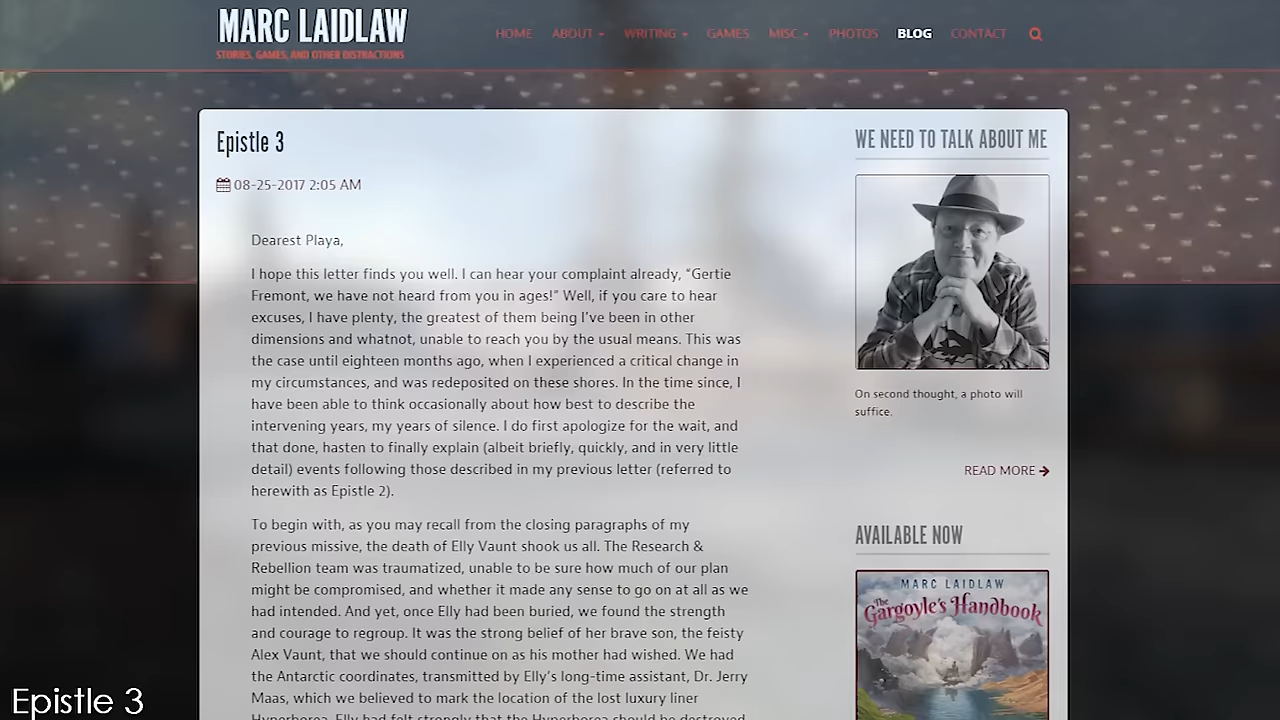 MARC LAIDLAW
STORIES, GAMES, AND OTHER DISTRACTIONS
HOME ABOUT WRITING GAMES MISC PHOTOS BLOG CONTACT
Epistle 3
08-25-2017 2:05 AM
Dearest Playa,
I hope this letter finds you well. I can hear your complaint already, “Gertie
Fremont, we have not heard from you in ages!” Well, if you care to hear
excuses, I have plenty, the greatest of them being I’ve been in other
dimensions and whatnot, unable to reach you by the usual means. This was
the case until eighteen months ago, when I experienced a critical change in
my circumstances, and was redeposited on these shores. In the time since, I
have been able to think occasionally about how best to describe the
intervening years, my years of silence. I do first apologize for the wait, and
that done, hasten to finally explain (albeit briefly, quickly, and in very little
detail) events following those described in my previous letter (referred to
herewith as Epistle 2).
To begin with, as you may recall from the closing paragraphs of my
previous missive, the death of Elly Vaunt shook us all. The Research &
Rebellion team was traumatized, unable to be sure how much of our plan
might be compromised, and whether it made any sense to go on at all as we
had intended. And yet, once Elly had been buried, we found the strength
and courage to regroup. It was the strong belief of her brave son, the feisty
Alex Vaunt, that we should continue on as his mother had wished. We had
the Antarctic coordinates, transmitted by Elly’s long-time assistant, Dr. Jerry
Maas, which we believed to mark the location of the lost luxury liner
Hyperborea. Elly had felt strongly that the Hyperborea should be destroyed
WE NEED TO TALK ABOUT ME
On second thought, a photo will
suffice.
READ MORE
AVAILABLE NOW
MARC LAIDLAW
The
Gargoyle's Handbook
Epistle 3